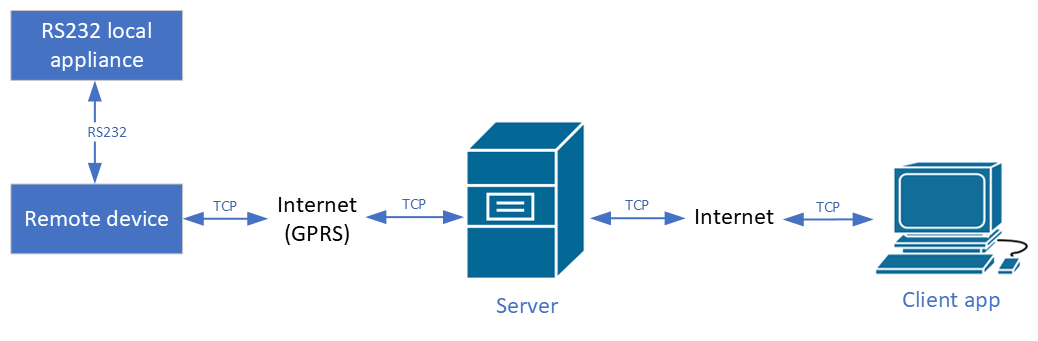 RS232 local
appliance
RS232
Remote device
TCP
Internet
(GPRS)
TCP
Server
TCP
Internet
TCP
Client app